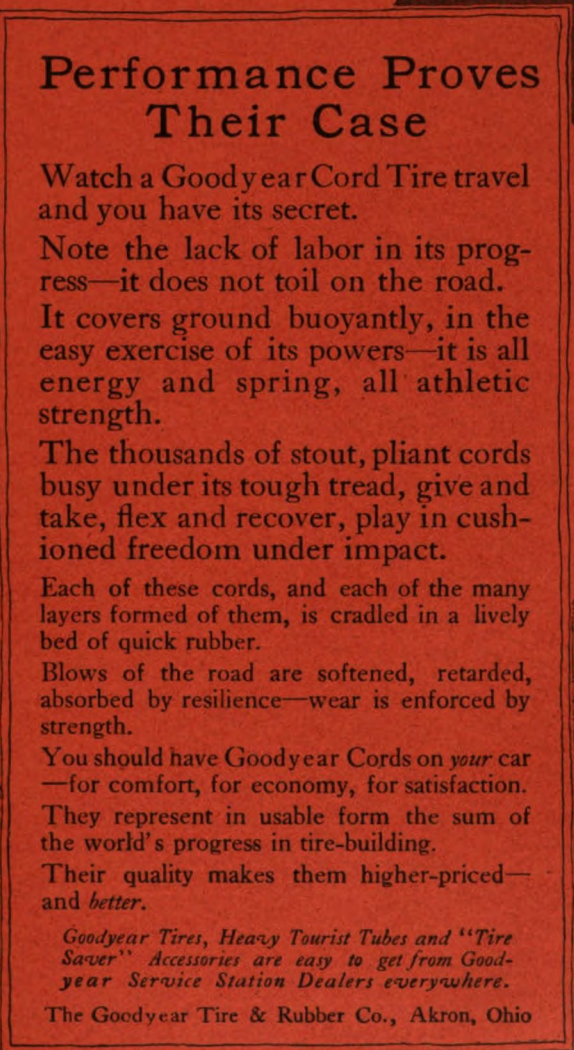 Performance Proves
Their Case
Watch a Goodyear Cord Tire travel
and you have its secret.
Note the lack of labor in its prog-
ress—it does not toil on the road.
It covers ground buoyantly, in the
easy exercise of its powers—it is all
energy and spring, all athletic
strength.
The thousands of stout, pliant cords
busy under its tough tread, give and
take, flex and recover, play in cush-
ioned freedom under impact.
Each of these cords, and each of the many
layers formed of them, is cradled in a lively
bed of quick rubber.
Blows of the road are softened, retarded,
absorbed by resilience—wear is enforced by
strength.
You should have Goodyear Cords on your car
—for comfort, for economy, for satisfaction.
They represent in usable form the sum of
the world's progress in tire-building.
Their quality makes them higher-priced—
and better.
Goodyear Tires, Heavy Tourist Tubes and "Tire
Saver" Accessories are easy to get from Good-
year Service Station Dealers everywhere.
The Goodyear Tire & Rubber Co., Akron, Ohio